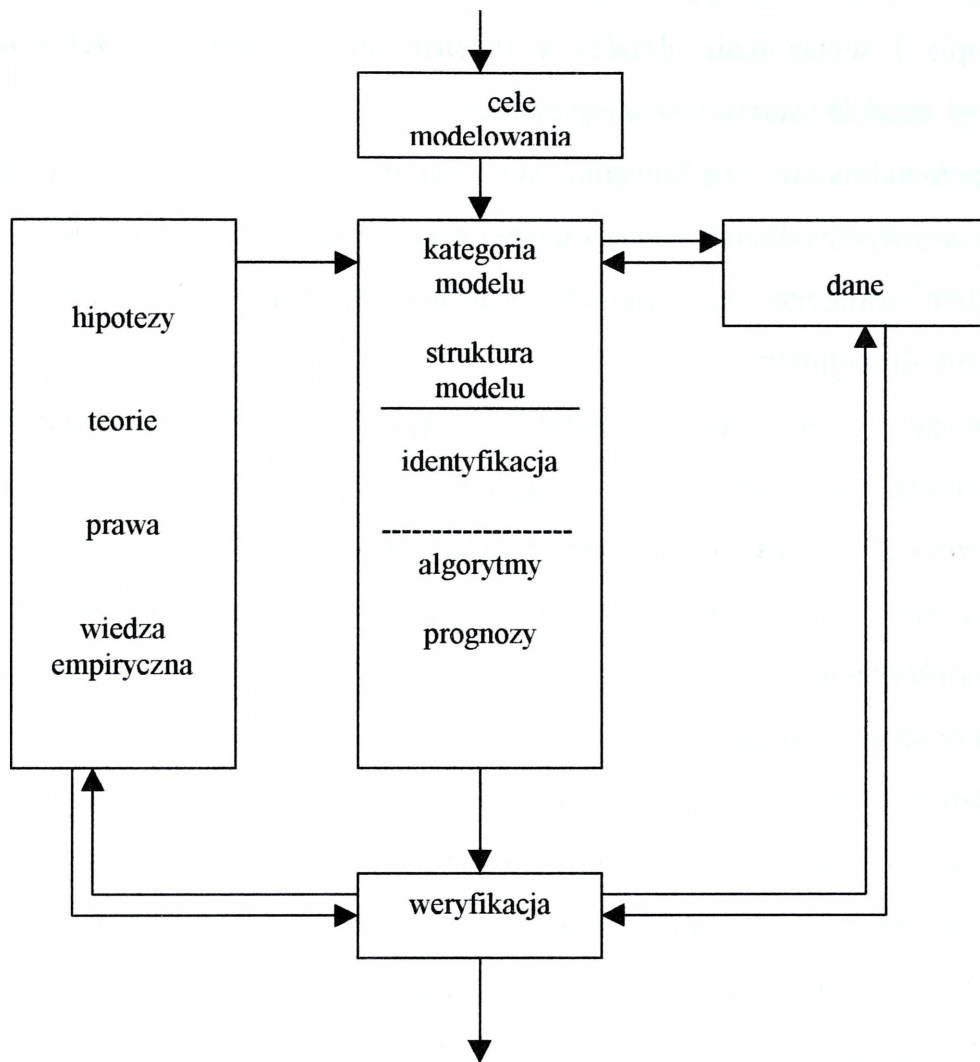 cele
modelowania
hipotezy
teorie
prawa
wiedza
empiryczna
kategoria
modelu
struktura
modelu
identyfikacja
algorytmy
prognozy
dane
weryfikacja